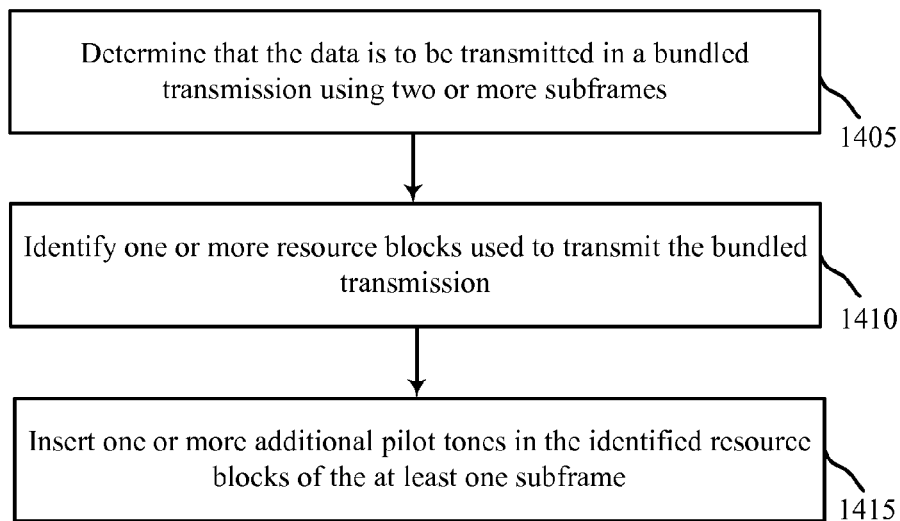 Determine that the data is to be transmitted in a bundled
transmission using two or more subframes
1405
Identify one or more resource blocks used to transmit the bundled
transmission
1410
Insert one or more additional pilot tones in the identified resource
blocks of the at least one subframe
1415